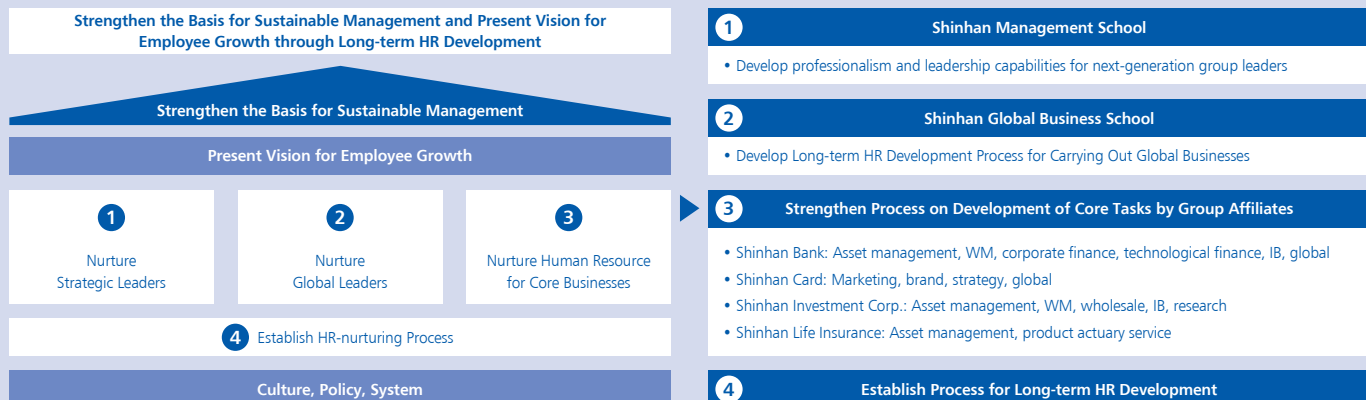 Strengthen the Basis for Sustainable Management and Present Vision for
Employee Growth through Long-term HR Development
Strengthen the Basis for Sustainable Management
Present Vision for Employee Growth
1
Nurture
Strategic Leaders
2
Nurture
Global Leaders
3
Nurture Human Resource
for Core Businesses
4 Establish HR-nurturing Process
Culture, Policy, System
1 Shinhan Management School
• Develop professionalism and leadership capabilities for next-generation group leaders
2 Shinhan Global Business School
• Develop Long-term HR Development Process for Carrying Out Global Businesses
3 Strengthen Process on Development of Core Tasks by Group Affiliates
• Shinhan Bank: Asset management, WM, corporate finance, technological finance, IB, global
• Shinhan Card: Marketing, brand, strategy, global
• Shinhan Investment Corp.: Asset management, WM, wholesale, IB, research
• Shinhan Life Insurance: Asset management, product actuary service
4 Establish Process for Long-term HR Development